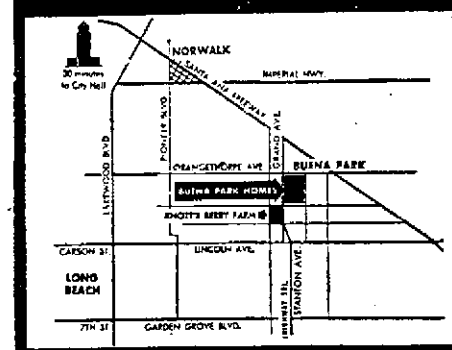 NORWALK
30 minutes
to City Hall
SANTA ANA FREEWAY
IMPERIAL HWY.
LAKEWOOD BLVD.
PIONEER BLVD.
GRAND AVE.
ORANGETHORPE AVE.
BUENA PARK
BUENA PARK HOMES
KNOTT'S BERRY FARM
CARSON ST.
LINCOLN AVE.
LONG
BEACH
HIGHWAY 39
STANTON AVE.
7TH ST.
GARDEN GROVE BLVD.